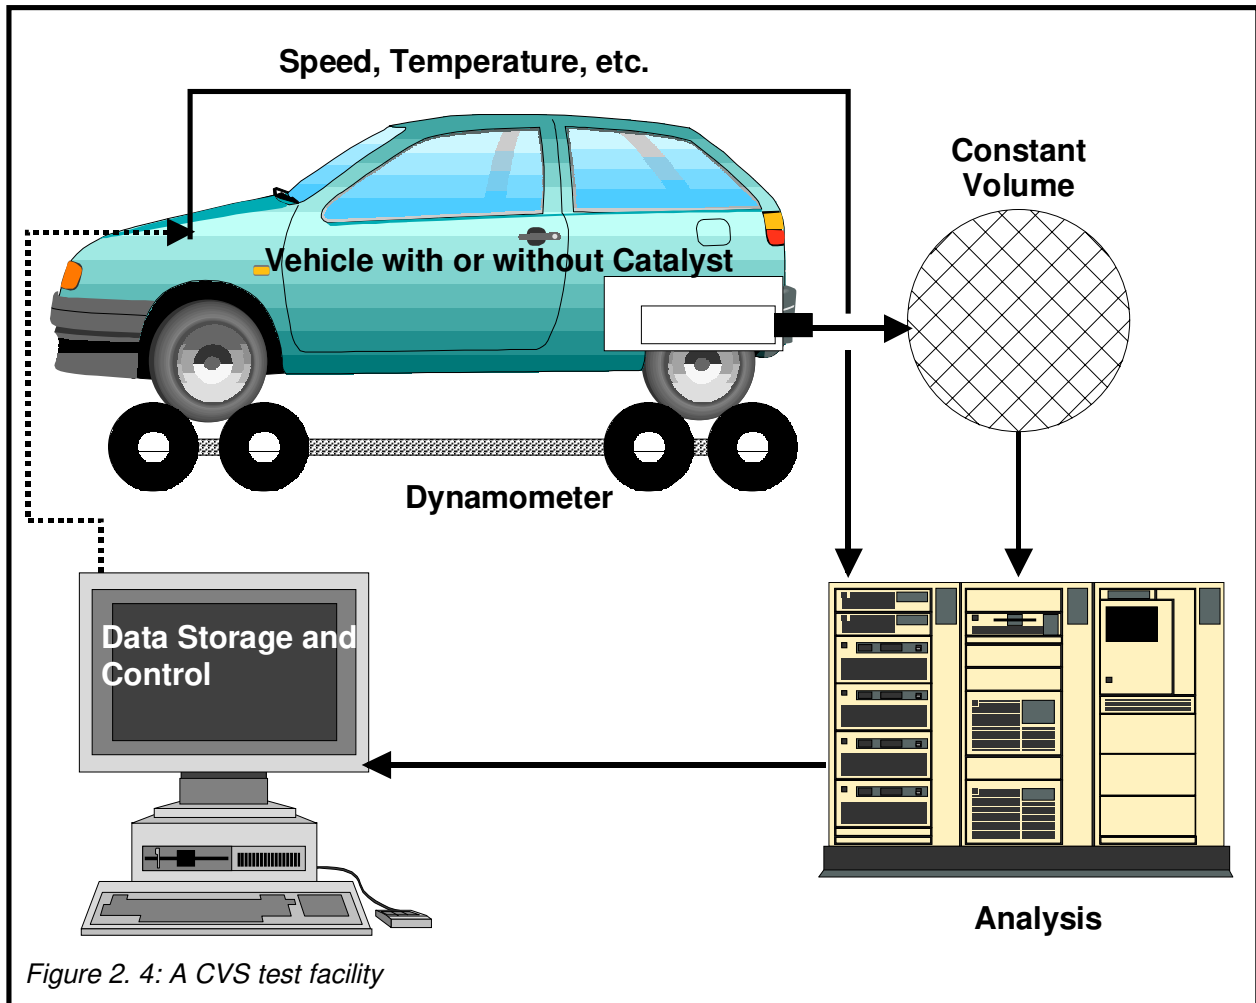 Speed, Temperature, etc.
Constant
Volume
Vehicle with or without Catalyst
Dynamometer
Data Storage and
Control
Analysis
Figure 2. 4: A CVS test facility